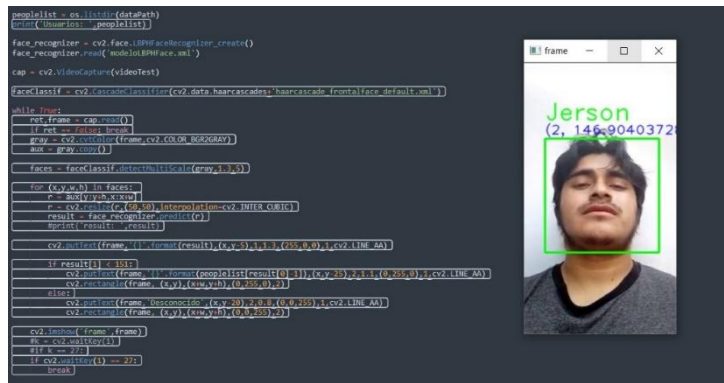 peoplelist = os.listdir(dataPath)
print('Usuarios: ',peoplelist)
face_recognizer = cv2.face.LBPHFaceRecognizer_create()
face_recognizer.read('modeloLBPHFace.xml')
cap = cv2.VideoCapture(videoTest)
faceClassif = cv2.CascadeClassifier(cv2.data.haarcascades+'haarcascade_frontalface_default.xml')
while True:
ret,frame = cap.read()
if ret == False: break
gray = cv2.cvtColor(frame,cv2.COLOR_BGR2GRAY)
aux = gray.copy()
faces = faceClassif.detectMultiScale(gray,1.3,5)
for (x,y,w,h) in faces:
r = aux[y:y+h,x:x+w]
r = cv2.resize(r,(50,50),interpolation=cv2.INTER_CUBIC)
result = face_recognizer.predict(r)
#print('result: ',result)
cv2.putText(frame,'{}'.format(result),(x,y-5),1,1.3,(255,0,0),1,cv2.LINE_AA)
if result[1] < 151:
cv2.putText(frame,'{}'.format(peoplelist[result[0]-1]),(x,y-25),2,1.1,(0,255,0),1,cv2.LINE_AA)
cv2.rectangle(frame, (x,y),(x+w,y+h),(0,255,0),2)
else:
cv2.putText(frame,'Desconocido',(x,y-20),2,0.8,(0,0,255),1,cv2.LINE_AA)
cv2.rectangle(frame, (x,y),(x+w,y+h),(0,0,255),2)
cv2.imshow('frame',frame)
#k = cv2.waitKey(1)
#if k == 27:
if cv2.waitKey(1) == 27:
break
frame
Jerson
(2, 146.90403728